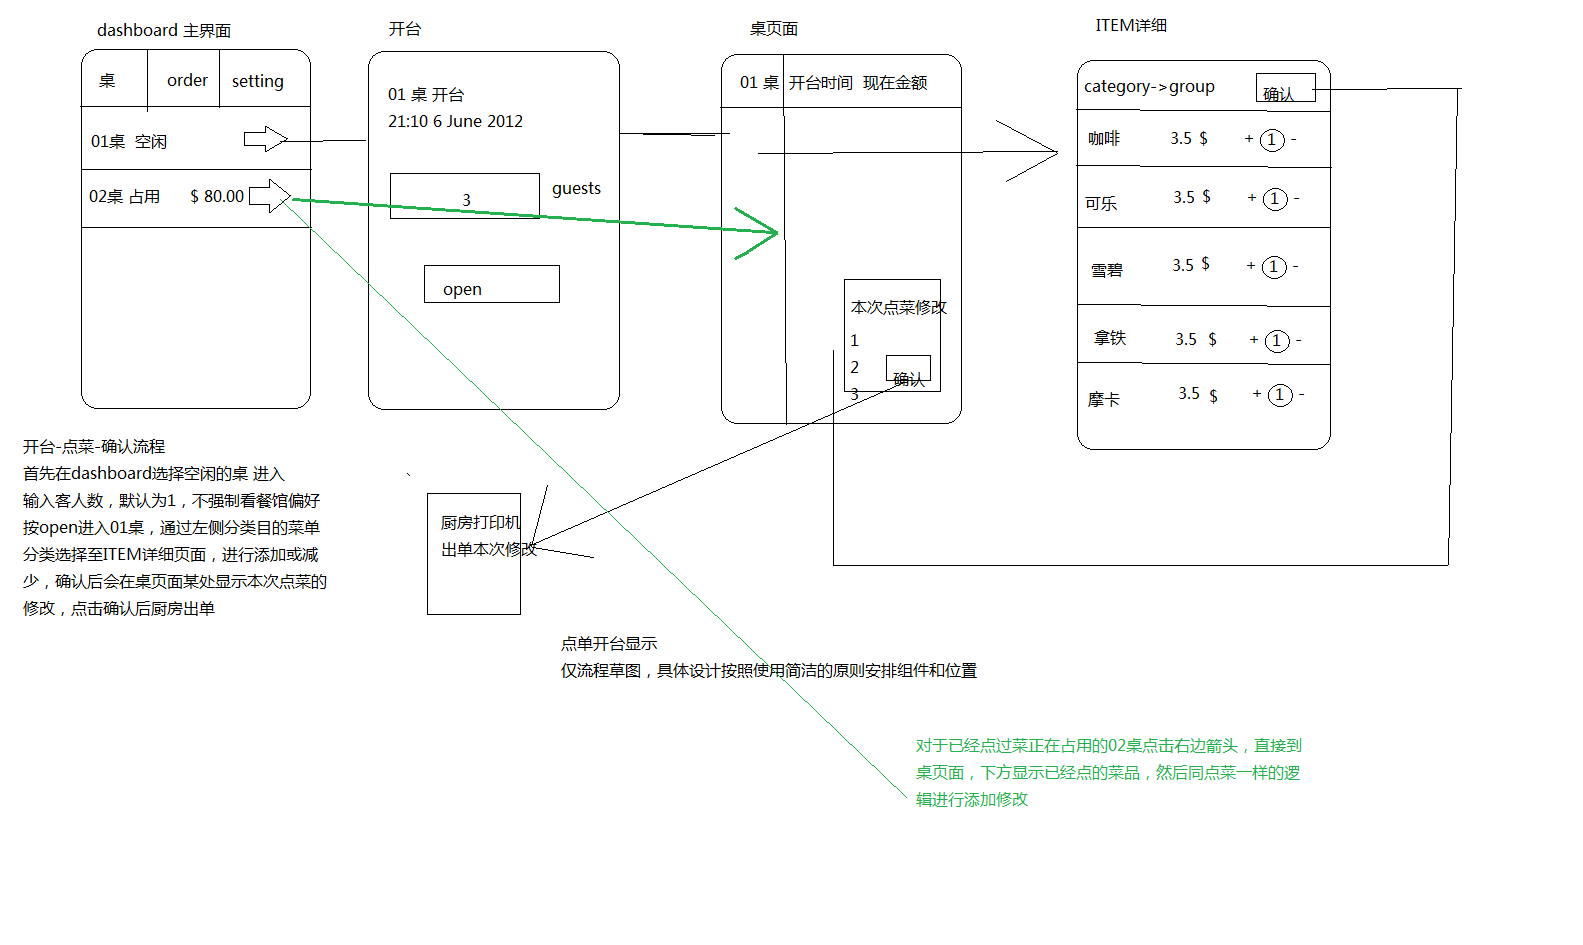 dashboard 主界面
桌 order setting
01桌 空闲
02桌 占用 $ 80.00
开台
01 桌 开台
21:10 6 June 2012
3 guests
open
桌页面
01 桌 开台时间 现在金额
本次点菜修改
1
2
3
确认
ITEM详细
category->group 确认
咖啡 3.5 $ + 1 -
可乐 3.5 $ + 1 -
雪碧 3.5 $ + 1 -
拿铁 3.5 $ + 1 -
摩卡 3.5 $ + 1 -
开台-点菜-确认流程
首先在dashboard选择空闲的桌 进入
输入客人数，默认为1，不强制看餐馆偏好
按open进入01桌，通过左侧分类目的菜单
分类选择至ITEM详细页面，进行添加或减
少，确认后会在桌页面某处显示本次点菜的
修改，点击确认后厨房出单
厨房打印机
出单本次修改
点单开台显示
仅流程草图，具体设计按照使用简洁的原则安排组件和位置
对于已经点过菜正在占用的02桌点击右边箭头，直接到
桌页面，下方显示已经点的菜品，然后同点菜一样的逻
辑进行添加修改